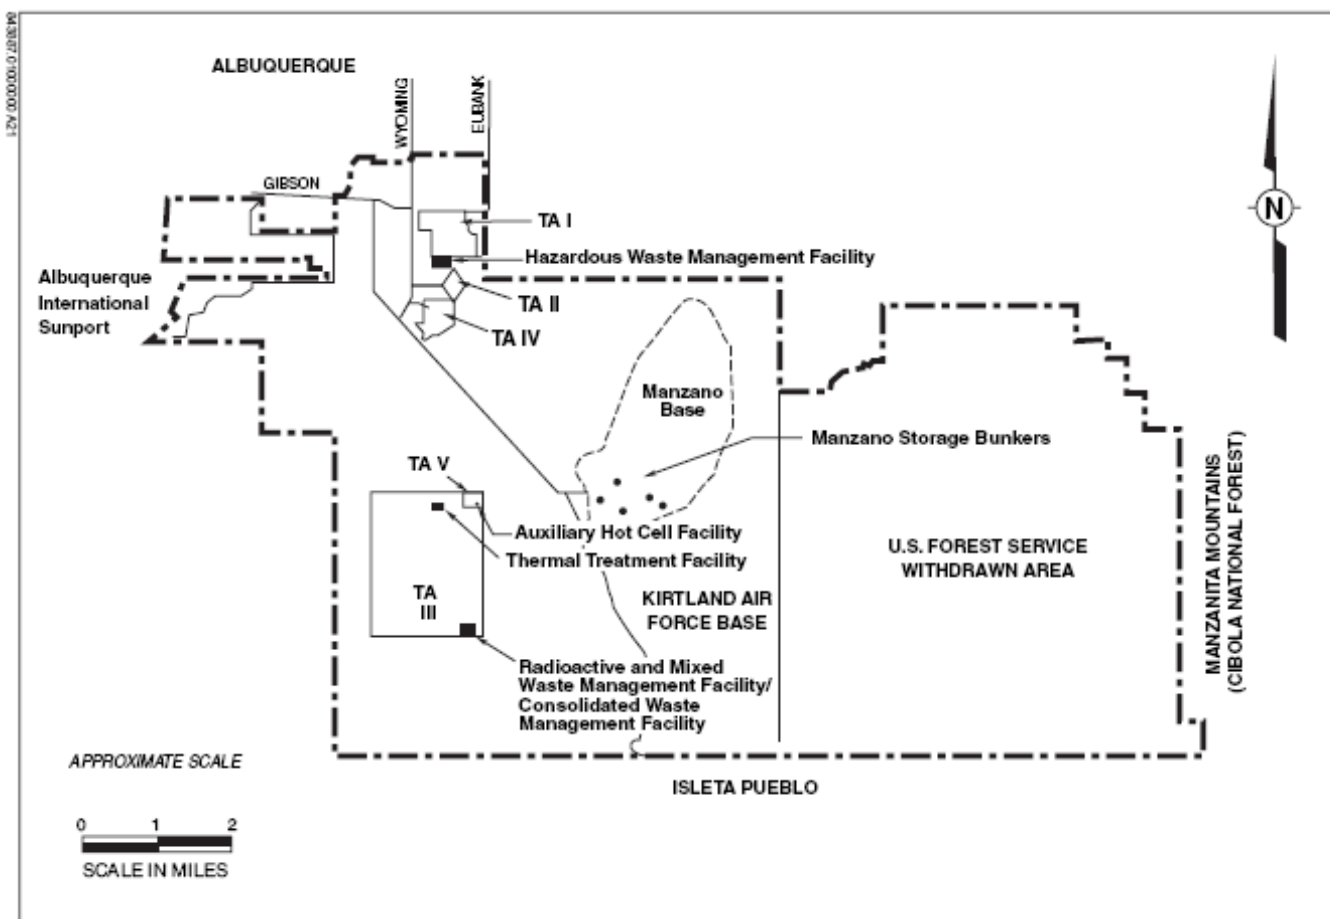 ALBUQUERQUE
WYOMING
EUBANK
GIBSON
TA I
Hazardous Waste Management Facility
Albuquerque
International
Sunport
TA II
TA IV
N
Manzano
Base
Manzano Storage Bunkers
TA V
Auxiliary Hot Cell Facility
Thermal Treatment Facility
U.S. FOREST SERVICE
WITHDRAWN AREA
MANZANITA MOUNTAINS
(CIBOLA NATIONAL FOREST)
TA
III
KIRTLAND AIR
FORCE BASE
Radioactive and Mixed
Waste Management Facility/
Consolidated Waste
Management Facility
APPROXIMATE SCALE
ISLETA PUEBLO
0 1 2
SCALE IN MILES